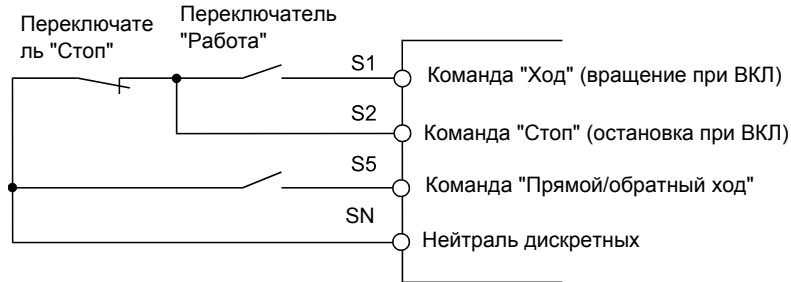 Переключате
ль "Стоп"
Переключатель
"Работа"
S1
Команда "Ход" (вращение при ВКЛ)
S2
Команда "Стоп" (остановка при ВКЛ)
S5
Команда "Прямой/обратный ход"
SN
Нейтраль дискретных